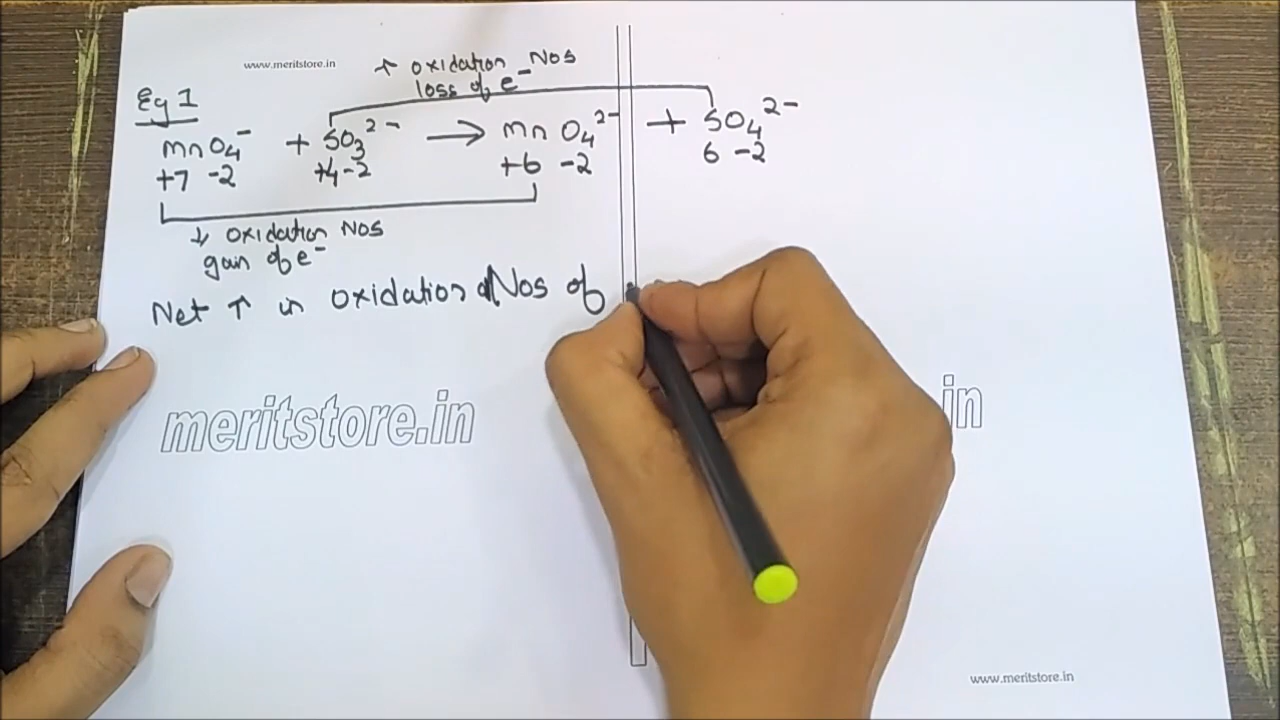 www.meritstore.in
↑ oxidation Nos
loss of e⁻
Eg 1
MnO₄⁻ + SO₃²⁻ → MnO₄²⁻ + SO₄²⁻
+7 -2 +4 -2 +6 -2 6 -2
↓ oxidation Nos
gain of e⁻
Net ↑ in oxidation Nos of
meritstore.in
in
www.meritstore.in